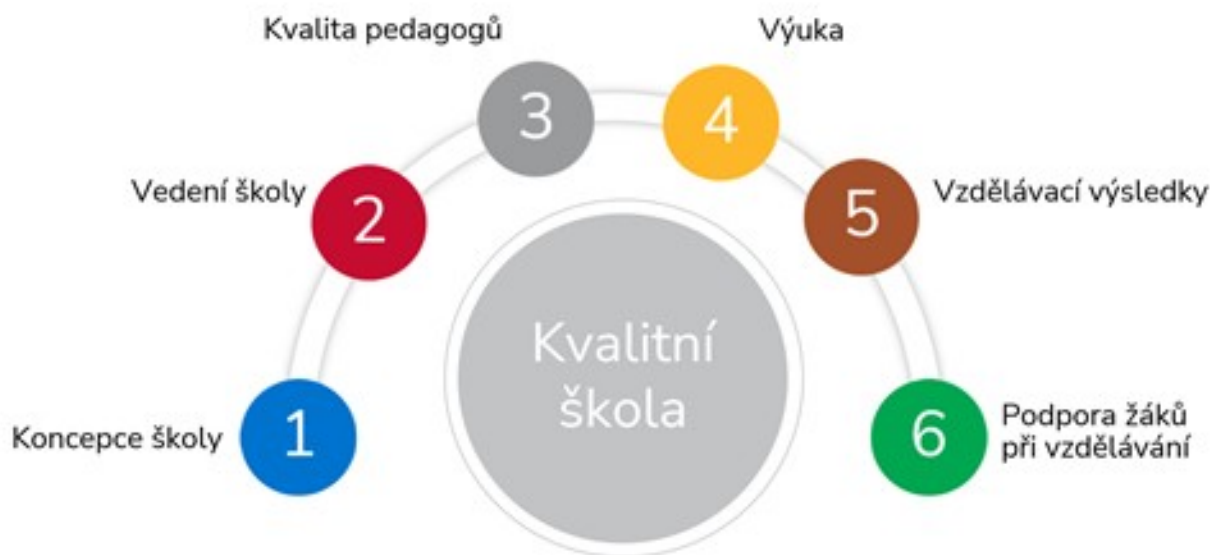 Kvalita pedagogů
Výuka
3
4
Vedení školy
2
5
Vzdělávací výsledky
Kvalitní
škola
Koncepce školy
1
6
Podpora žáků
při vzdělávání